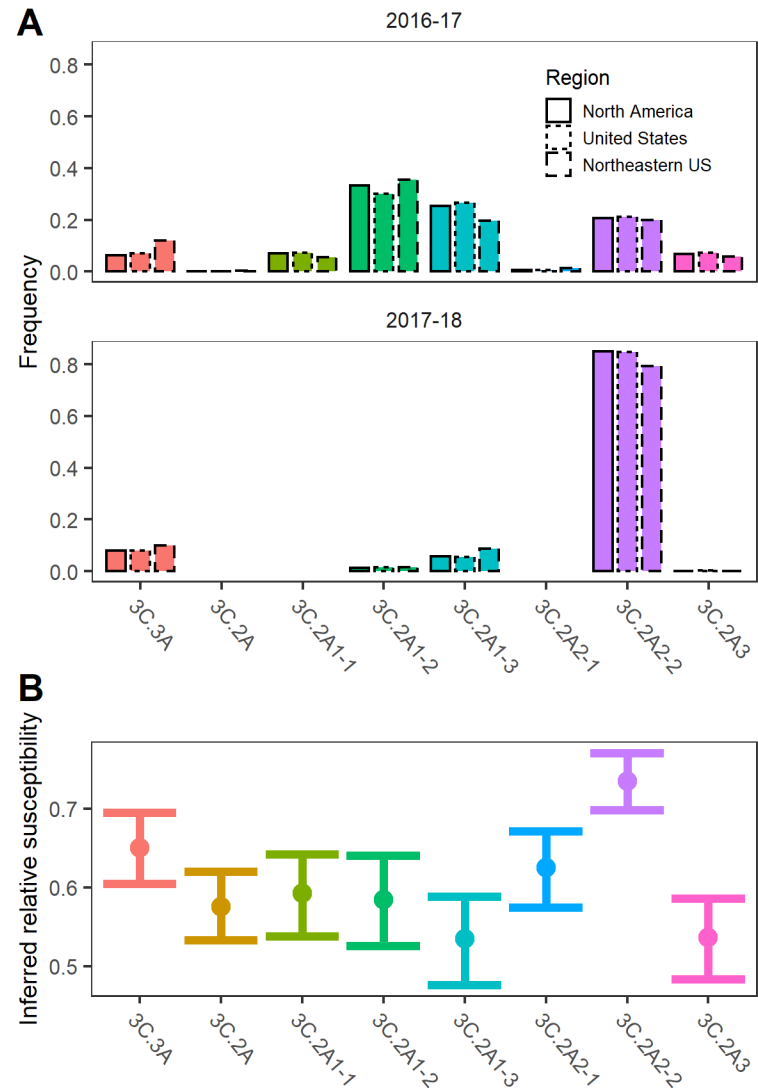 A
2016-17
Frequency
0.8
0.6
0.4
0.2
0.0
Region
North America
United States
Northeastern US
2017-18
0.8
0.6
0.4
0.2
0.0
3C.3A
3C.2A
3C.2A1-1
3C.2A1-2
3C.2A1-3
3C.2A2-1
3C.2A2-2
3C.2A3
B
Inferred relative susceptibility
0.7
0.6
0.5
3C.3A
3C.2A
3C.2A1-1
3C.2A1-2
3C.2A1-3
3C.2A2-1
3C.2A2-2
3C.2A3